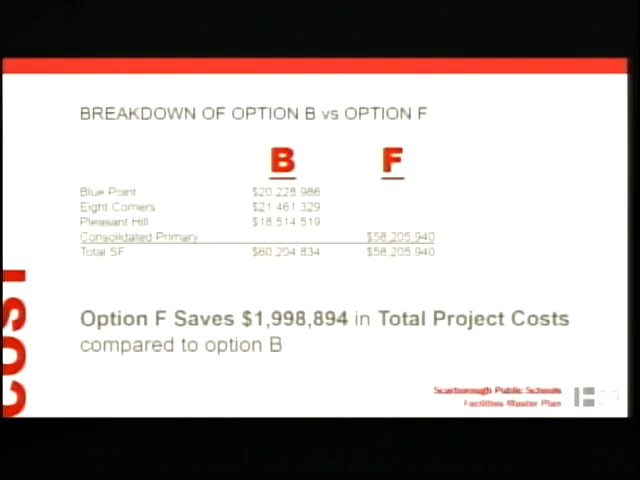 BREAKDOWN OF OPTION B vs OPTION F
B F
Blue Point $20,228,986
Eight Corners $21,461,329
Pleasant Hill $18,514,519
Consolidated Primary $58,205,940
Total SF $60,204,834 $58,205,940
COST
Option F Saves $1,998,894 in Total Project Costs
compared to option B
Scarborough Public Schools
Facilities Master Plan